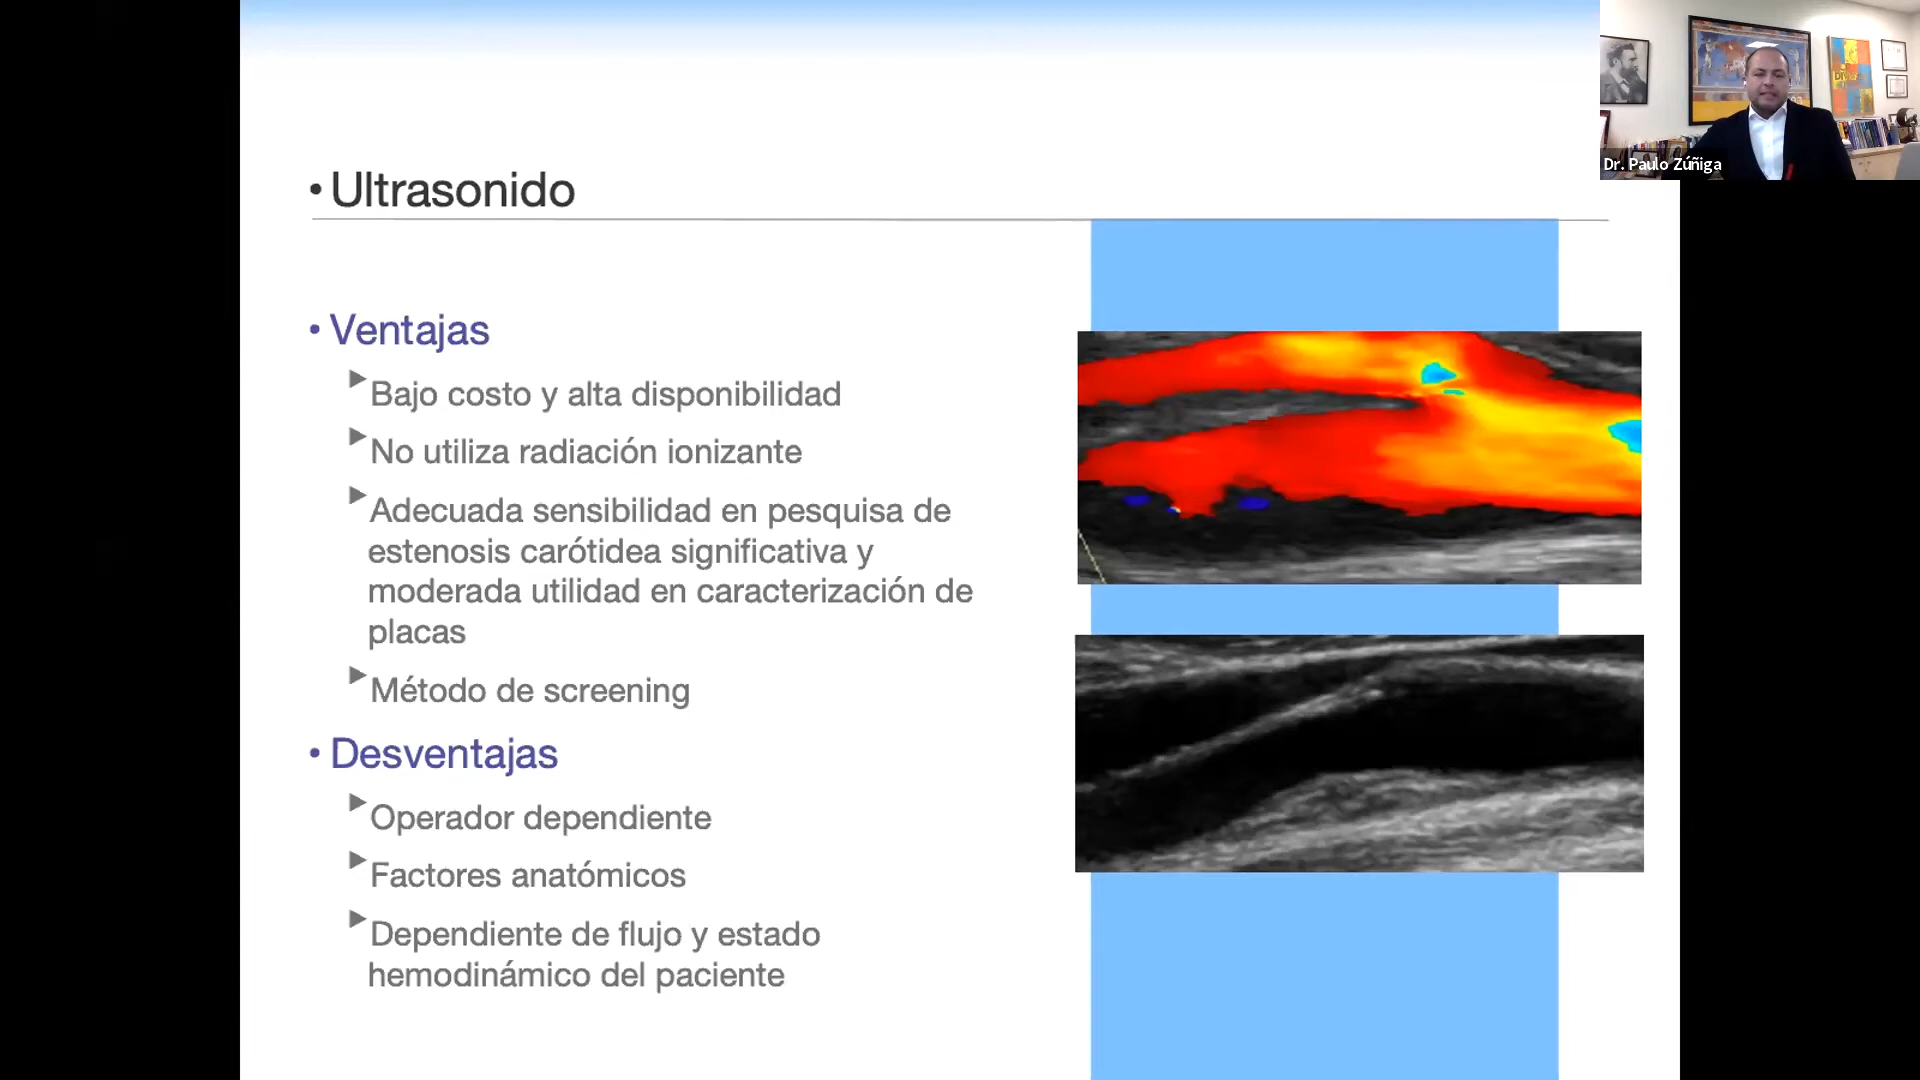 • Ultrasonido
• Ventajas
Bajo costo y alta disponibilidad
No utiliza radiación ionizante
Adecuada sensibilidad en pesquisa de
estenosis carótidea significativa y
moderada utilidad en caracterización de
placas
Método de screening
• Desventajas
Operador dependiente
Factores anatómicos
Dependiente de flujo y estado
hemodinámico del paciente
Dr. Paulo Zúñiga